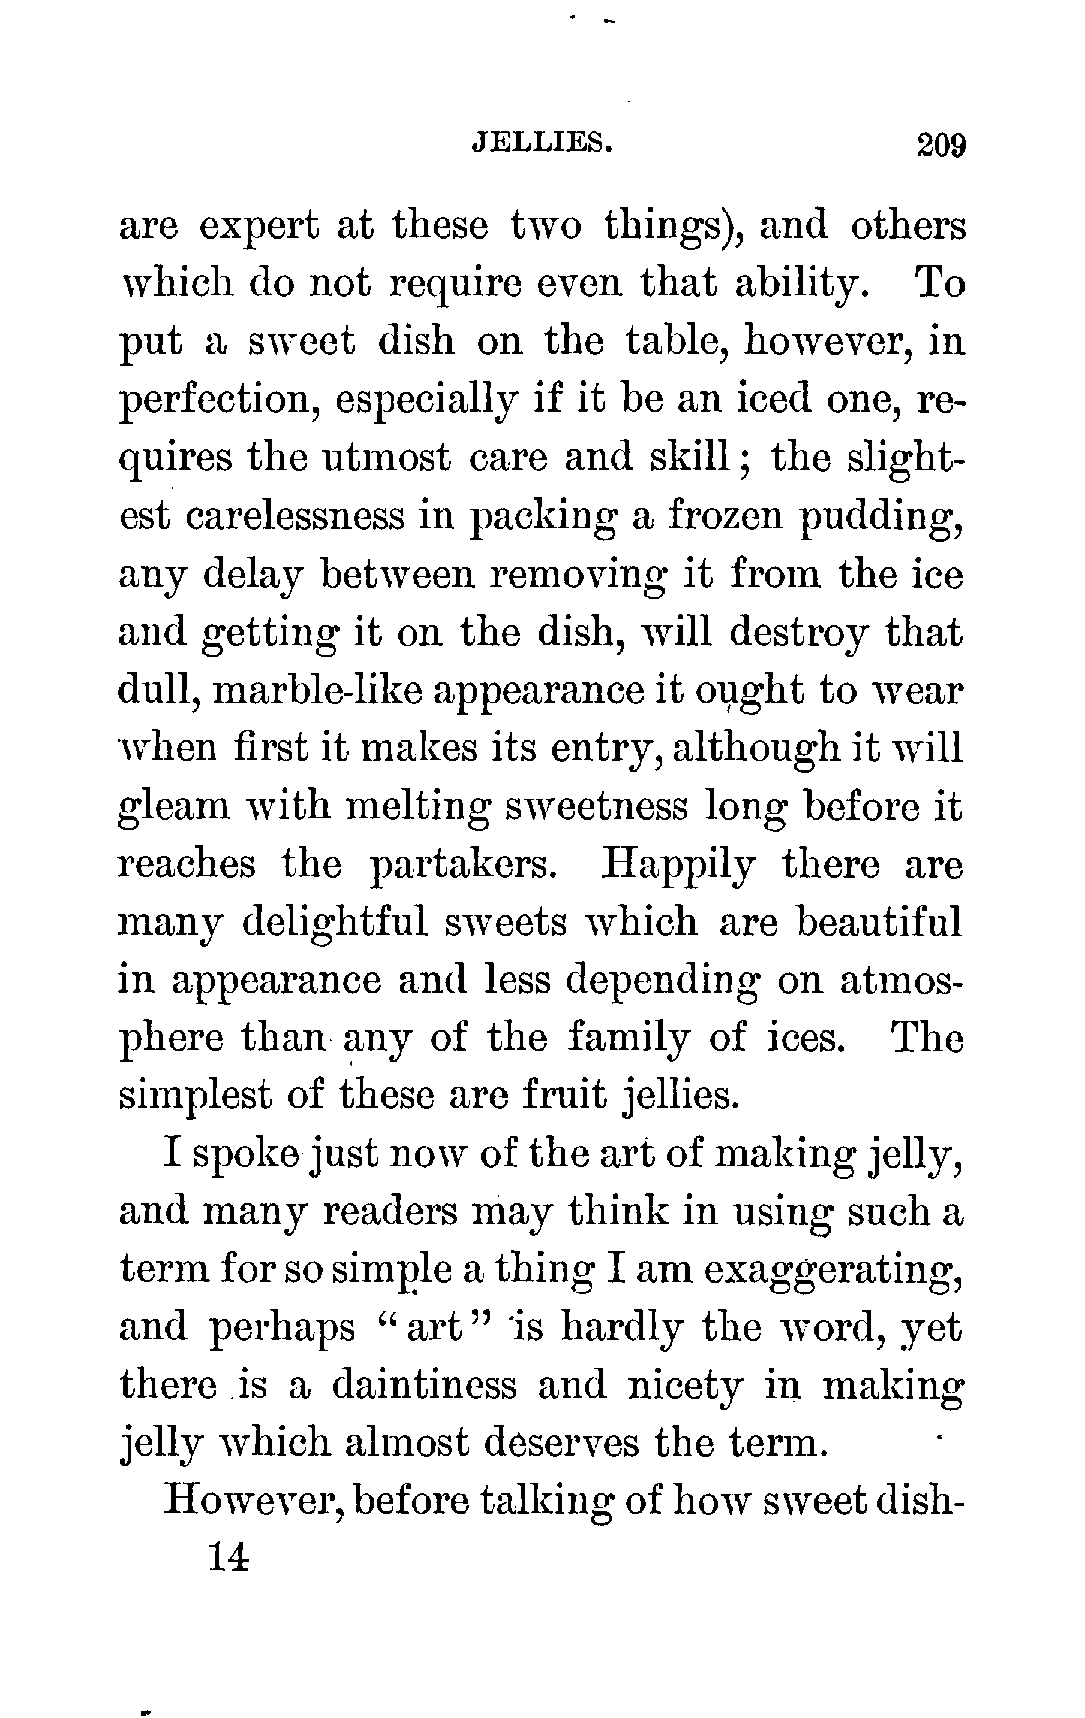 JELLIES. 209
are expert at these two things), and others
which do not require even that ability. To
put a sweet dish on the table, however, in
perfection, especially if it be an iced one, re-
quires the utmost care and skill; the slight-
est carelessness in packing a frozen pudding,
any delay between removing it from the ice
and getting it on the dish, will destroy that
dull, marble-like appearance it ought to wear
when first it makes its entry, although it will
gleam with melting sweetness long before it
reaches the partakers. Happily there are
many delightful sweets which are beautiful
in appearance and less depending on atmos-
phere than any of the family of ices. The
simplest of these are fruit jellies.
I spoke just now of the art of making jelly,
and many readers may think in using such a
term for so simple a thing I am exaggerating,
and perhaps "art" is hardly the word, yet
there is a daintiness and nicety in making
jelly which almost deserves the term.
However, before talking of how sweet dish-
14